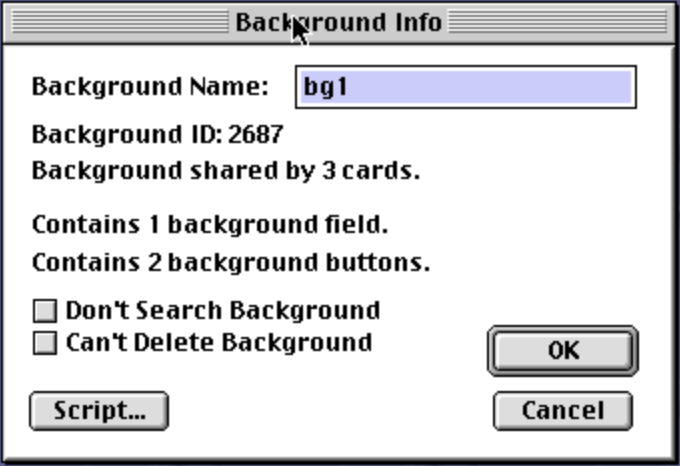 Background Info
Background Name: bg1
Background ID: 2687
Background shared by 3 cards.
Contains 1 background field.
Contains 2 background buttons.
Don't Search Background
Can't Delete Background
OK
Script...
Cancel